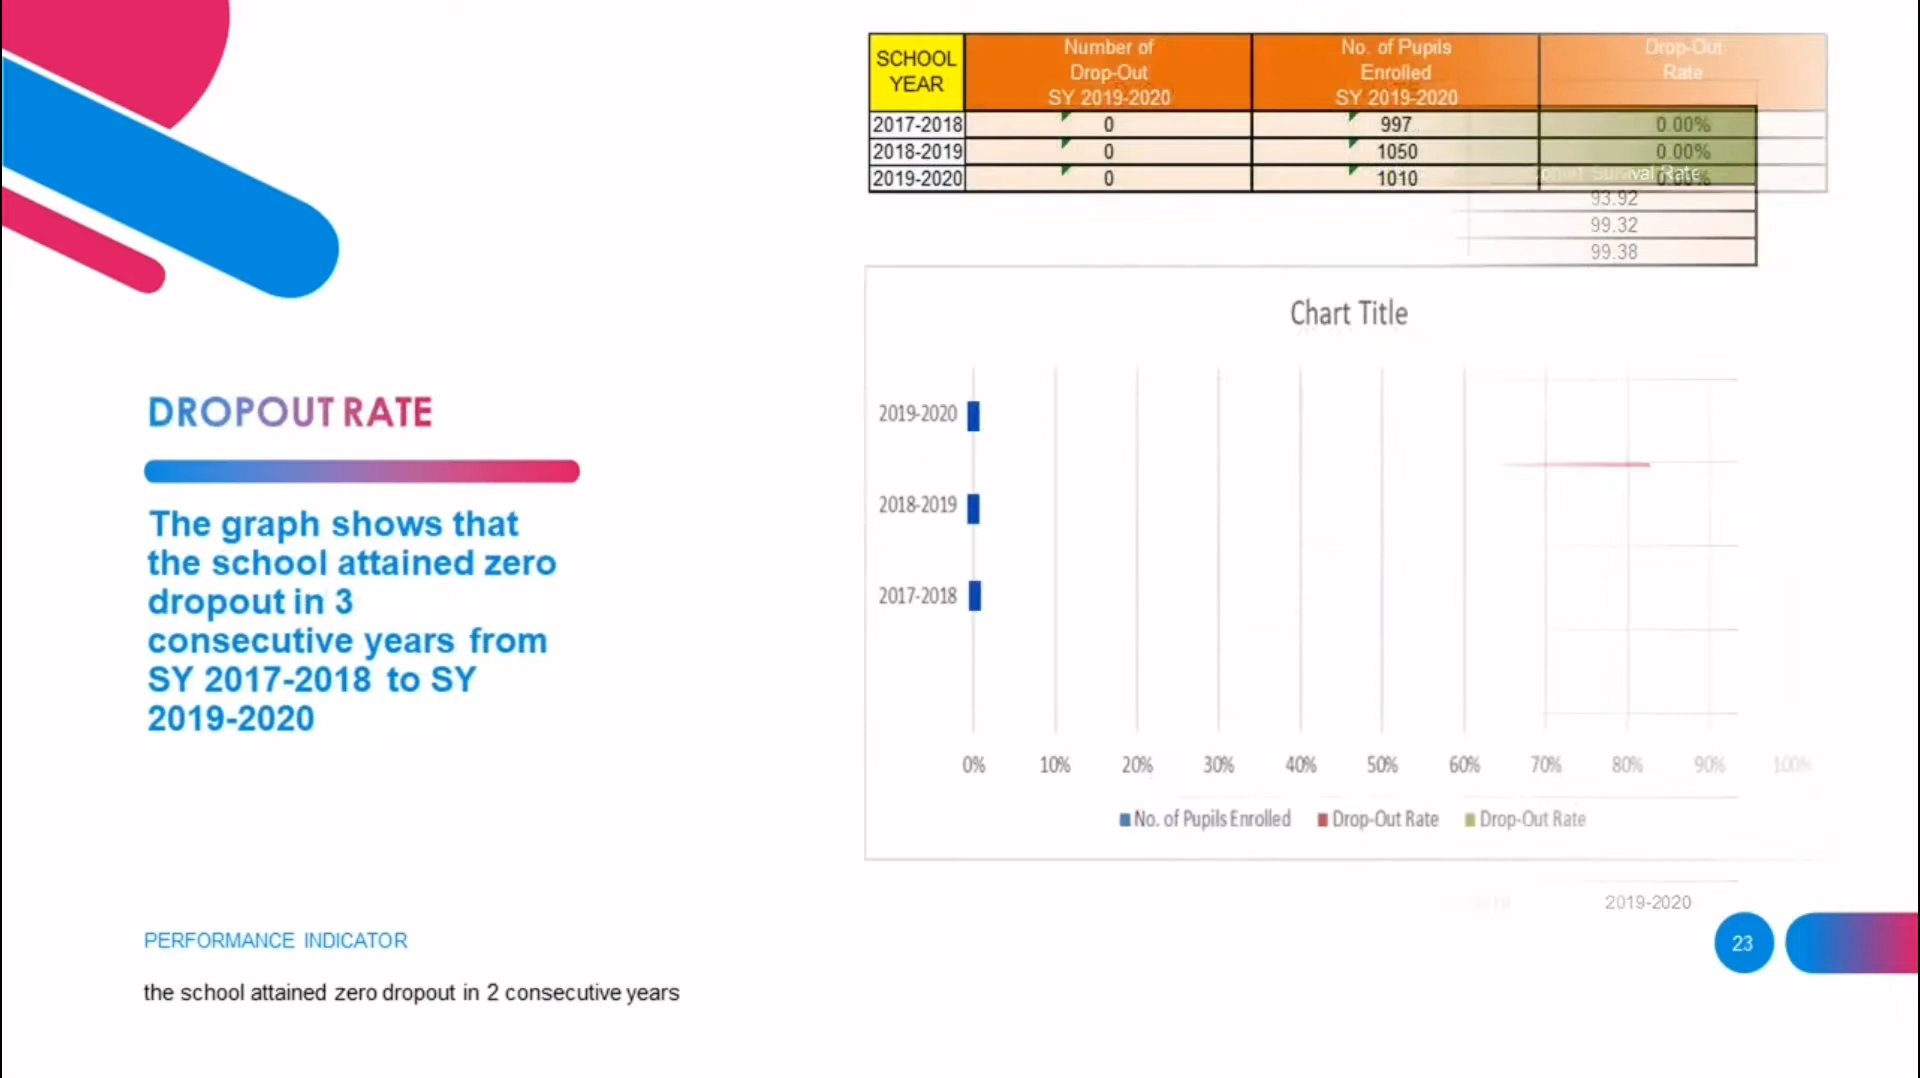 SCHOOL YEAR
Number of Drop-Out SY 2019-2020
No. of Pupils Enrolled SY 2019-2020
Drop-Out Rate
2017-2018 0 997 0.00%
2018-2019 0 1050 0.00%
2019-2020 0 1010 0.00%
Survival Rate
93.92
99.32
99.38
Chart Title
2019-2020
2018-2019
2017-2018
0% 10% 20% 30% 40% 50% 60% 70% 80% 90% 100%
No. of Pupils Enrolled Drop-Out Rate Drop-Out Rate
2019-2020
DROPOUT RATE
The graph shows that
the school attained zero
dropout in 3
consecutive years from
SY 2017-2018 to SY
2019-2020
PERFORMANCE INDICATOR
the school attained zero dropout in 2 consecutive years
23